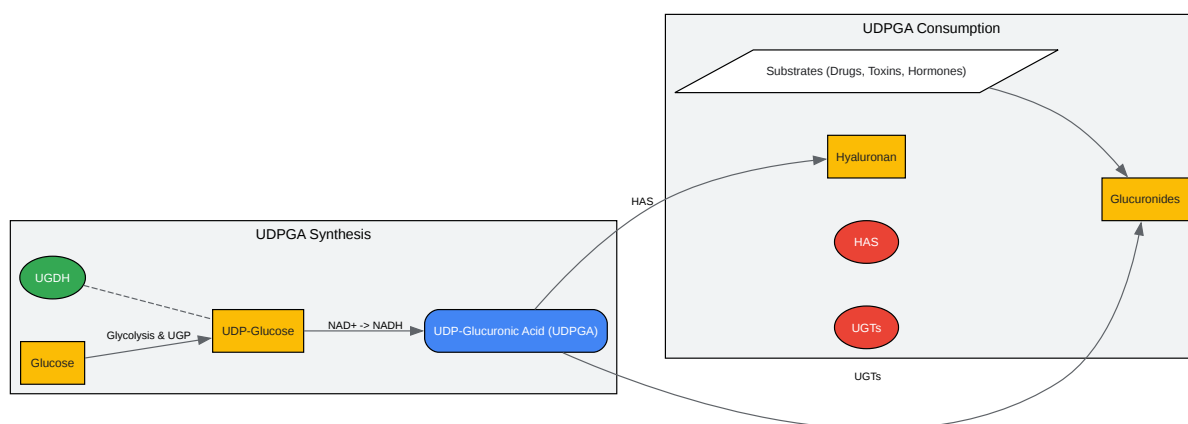 UDPGA Consumption
Substrates (Drugs, Toxins, Hormones)
Hyaluronan
Glucuronides
HAS
HAS
UGTs
UGTs
UDPGA Synthesis
UGDH
UDP-Glucose
NAD+ -> NADH
UDP-Glucuronic Acid (UDPGA)
Glycolysis & UGP
Glucose